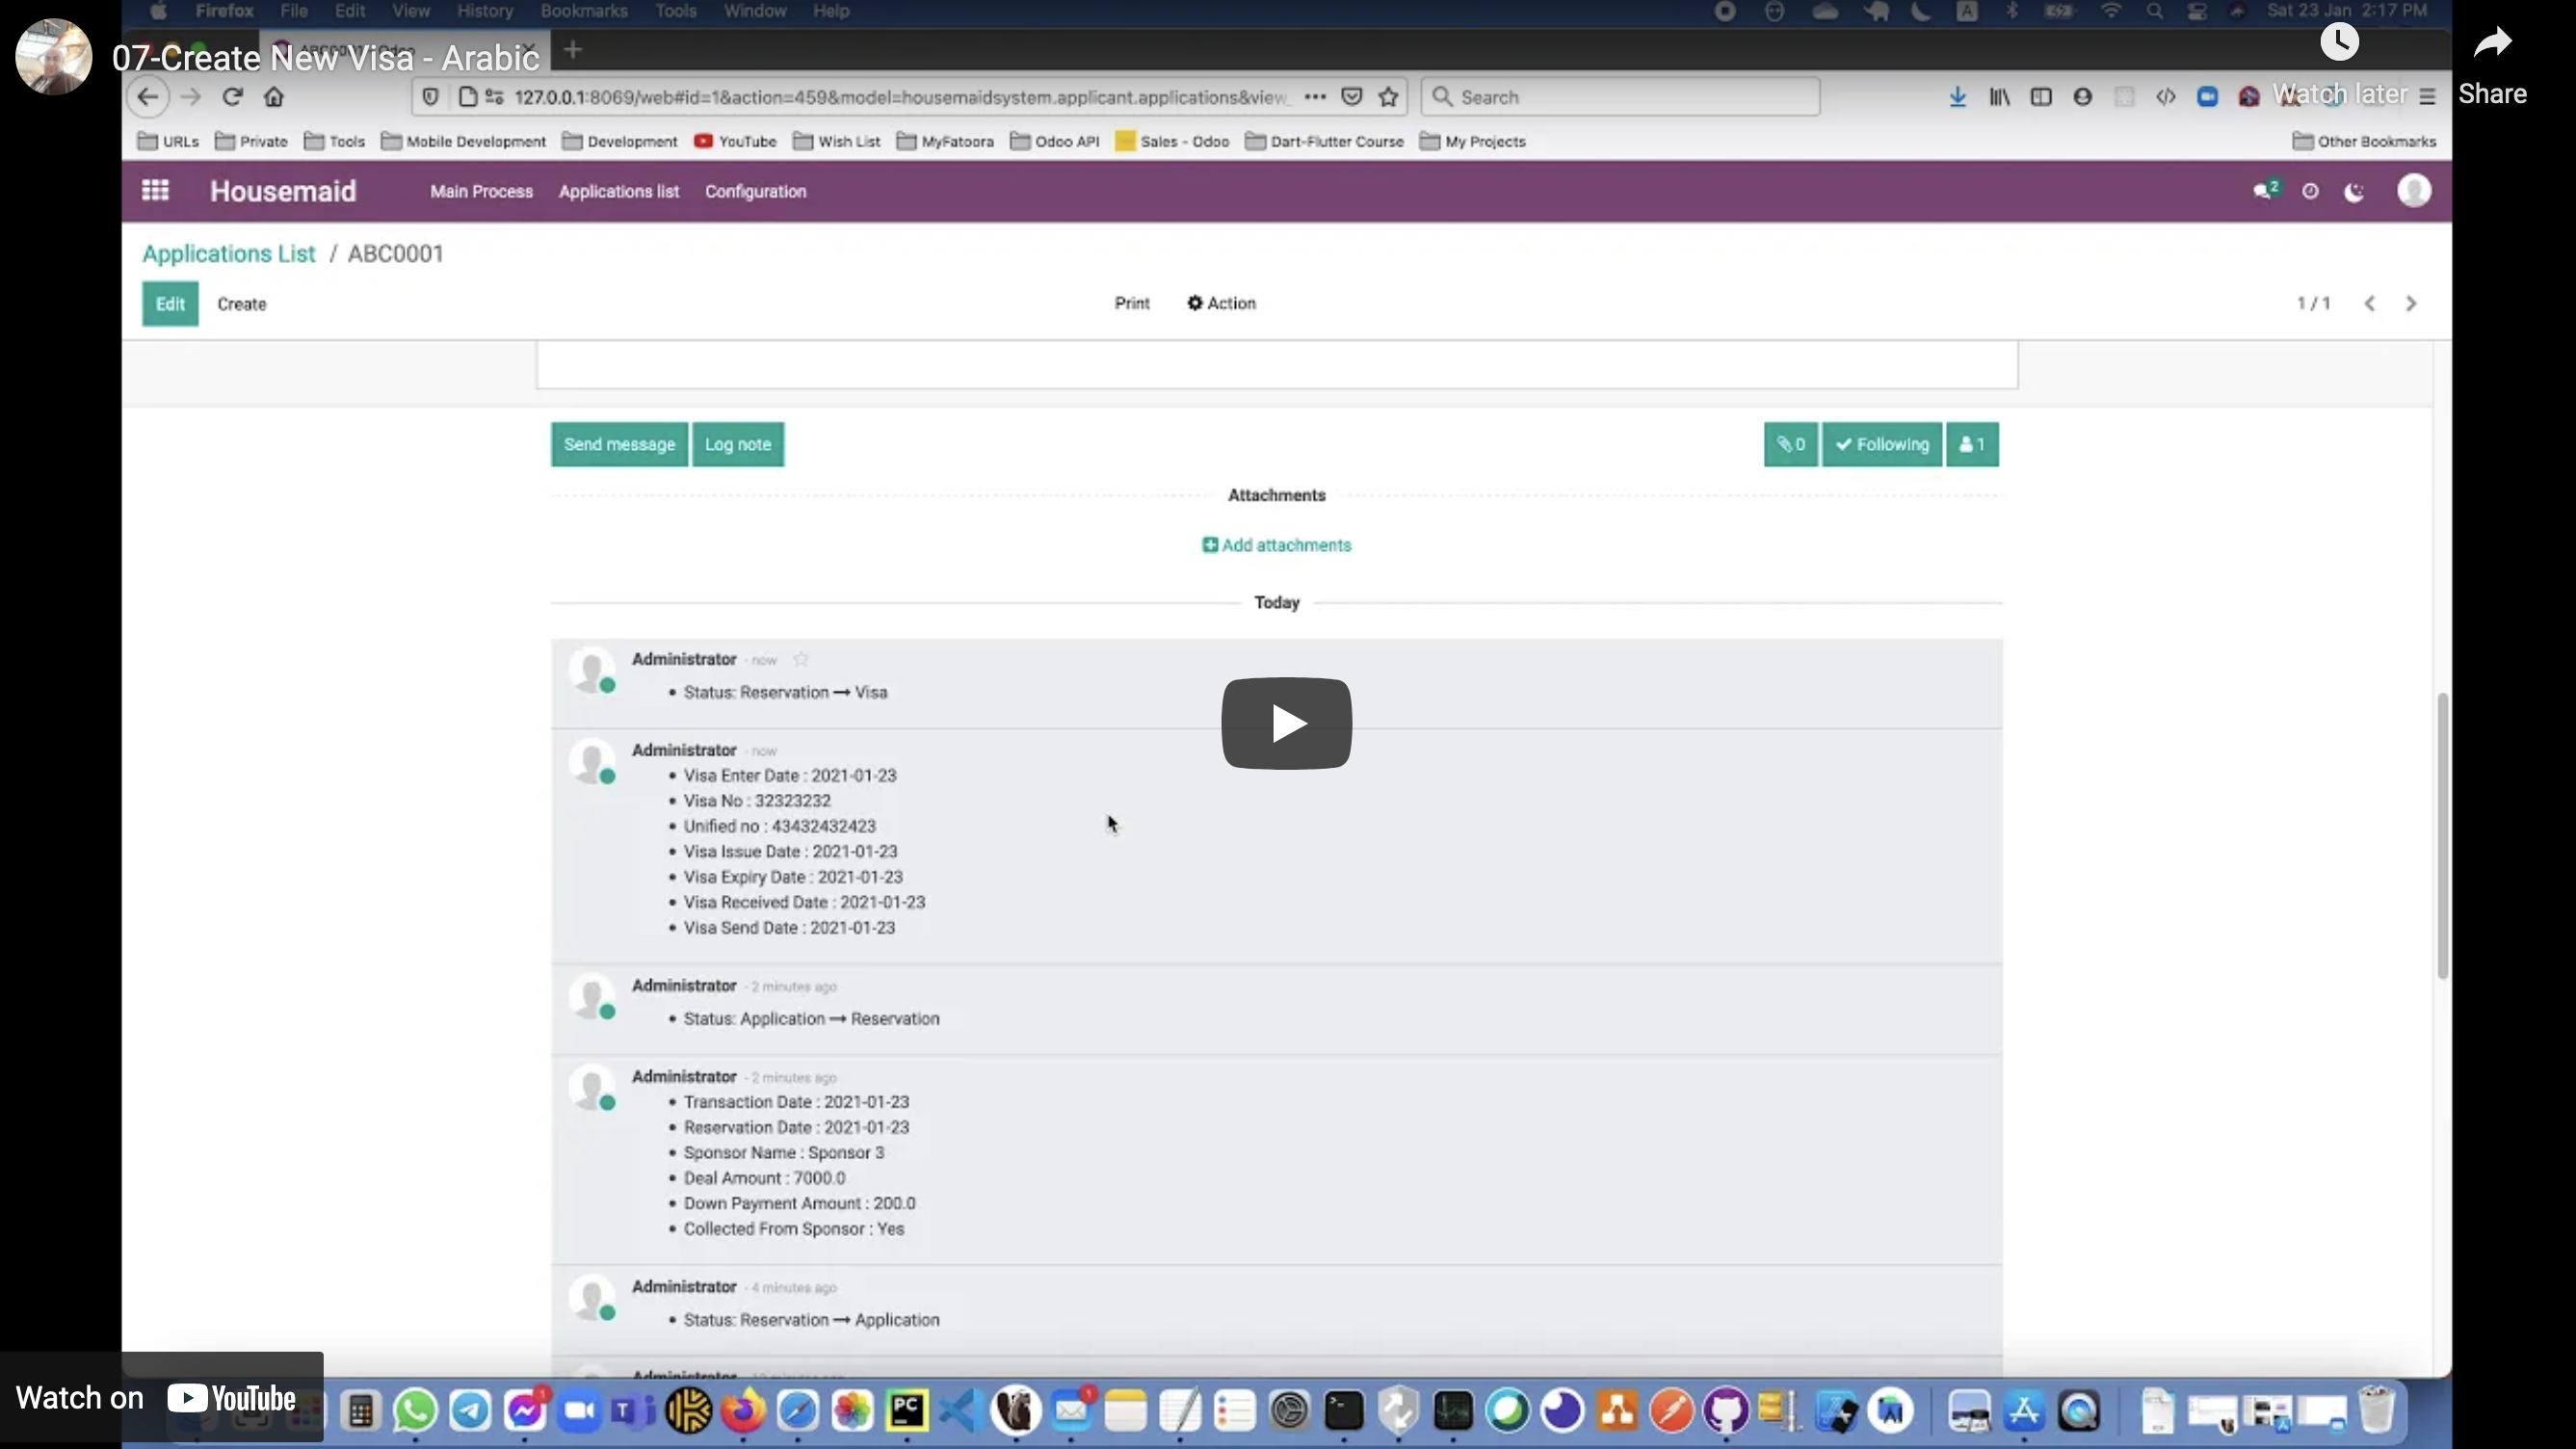 Firefox File Edit View History Bookmarks Tools Window Help
Sat 23 Jan 2:17 PM
07-Create New Visa - Arabic
Watch later
Share
127.0.0.1:8069/web#id=1&action=459&model=housemaidsystem.applicant.applications&view_
Search
URLs Private Tools Mobile Development Development YouTube Wish List MyFatoora Odoo API Sales - Odoo Dart-Flutter Course My Projects Other Bookmarks
Housemaid Main Process Applications list Configuration 2
Applications List / ABC0001
Edit Create Print Action 1 / 1
Send message Log note 0 Following 1
Attachments
Add attachments
Today
Administrator - now
• Status: Reservation → Visa
Administrator - now
• Visa Enter Date : 2021-01-23
• Visa No : 32323232
• Unified no : 43432432423
• Visa Issue Date : 2021-01-23
• Visa Expiry Date : 2021-01-23
• Visa Received Date : 2021-01-23
• Visa Send Date : 2021-01-23
Administrator - 2 minutes ago
• Status: Application → Reservation
Administrator - 2 minutes ago
• Transaction Date : 2021-01-23
• Reservation Date : 2021-01-23
• Sponsor Name : Sponsor 3
• Deal Amount : 7000.0
• Down Payment Amount : 200.0
• Collected From Sponsor : Yes
Administrator - 4 minutes ago
• Status: Reservation → Application
Administrator
Watch on YouTube